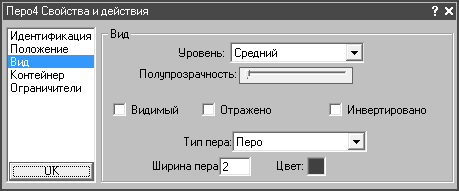 Перо4 Свойства и действия ? ×
Идентификация
Положение
Вид
Контейнер
Ограничители
OK
Вид
Уровень: Средний
Полупрозрачность:
Видимый Отражено Инвертировано
Тип пера: Перо
Ширина пера 2 Цвет: